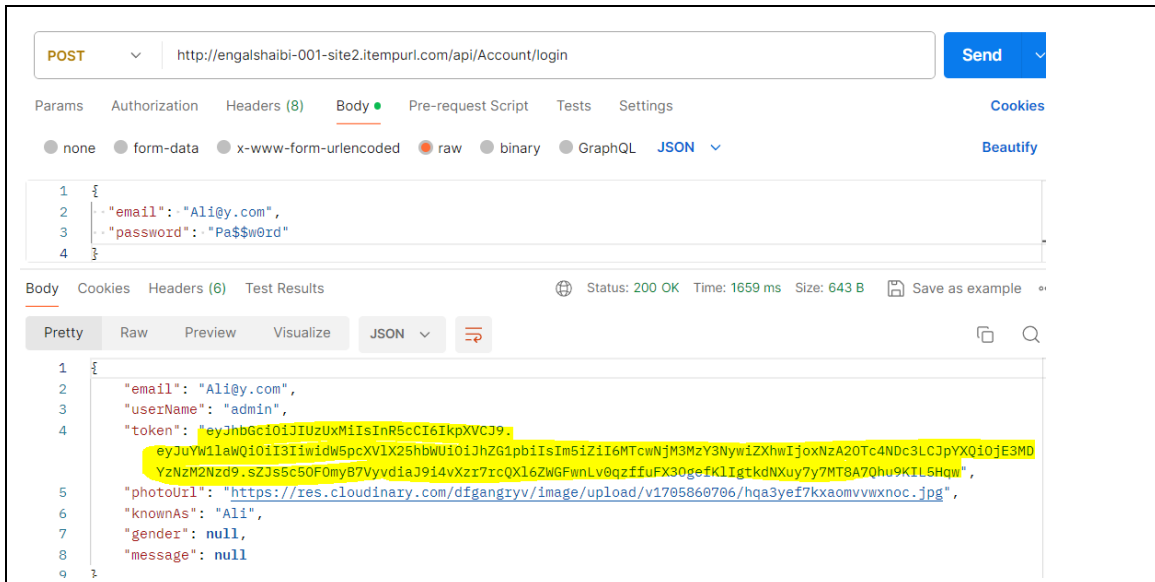 POST http://engalshaibi-001-site2.itempurl.com/api/Account/login Send
Params Authorization Headers (8) Body Pre-request Script Tests Settings Cookies
none form-data x-www-form-urlencoded raw binary GraphQL JSON Beautify
1 {
2 "email": "Ali@y.com",
3 "password": "Pa$$w0rd"
4 }
Body Cookies Headers (6) Test Results Status: 200 OK Time: 1659 ms Size: 643 B Save as example
Pretty Raw Preview Visualize JSON
1 {
2 "email": "Ali@y.com",
3 "userName": "admin",
4 "token": "eyJhbGciOiJIUzUxMiIsInR5cCI6IkpXVCJ9.
eyJuYW1laWQiOiI3IiwidW5pcXVlX25hbWUiOiJhZG1pbiIsIm5iZiI6MTcwNjM3MzY3NywiZXhwIjoxNzA2OTc4NDc3LCJpYXQiOjE3MD
YzNzM2Nzd9.sZJs5c5OFOmyB7VyvdiaJ9i4vXzr7rcQXl6ZWGFwnLv0qzffuFX3OgefKlIgtkdNXuy7y7MT8A7Qhu9KIL5Hqw",
5 "photoUrl": "https://res.cloudinary.com/dfgangryv/image/upload/v1705860706/hqa3yef7kxaomvvwxnoc.jpg",
6 "knownAs": "Ali",
7 "gender": null,
8 "message": null
9 }